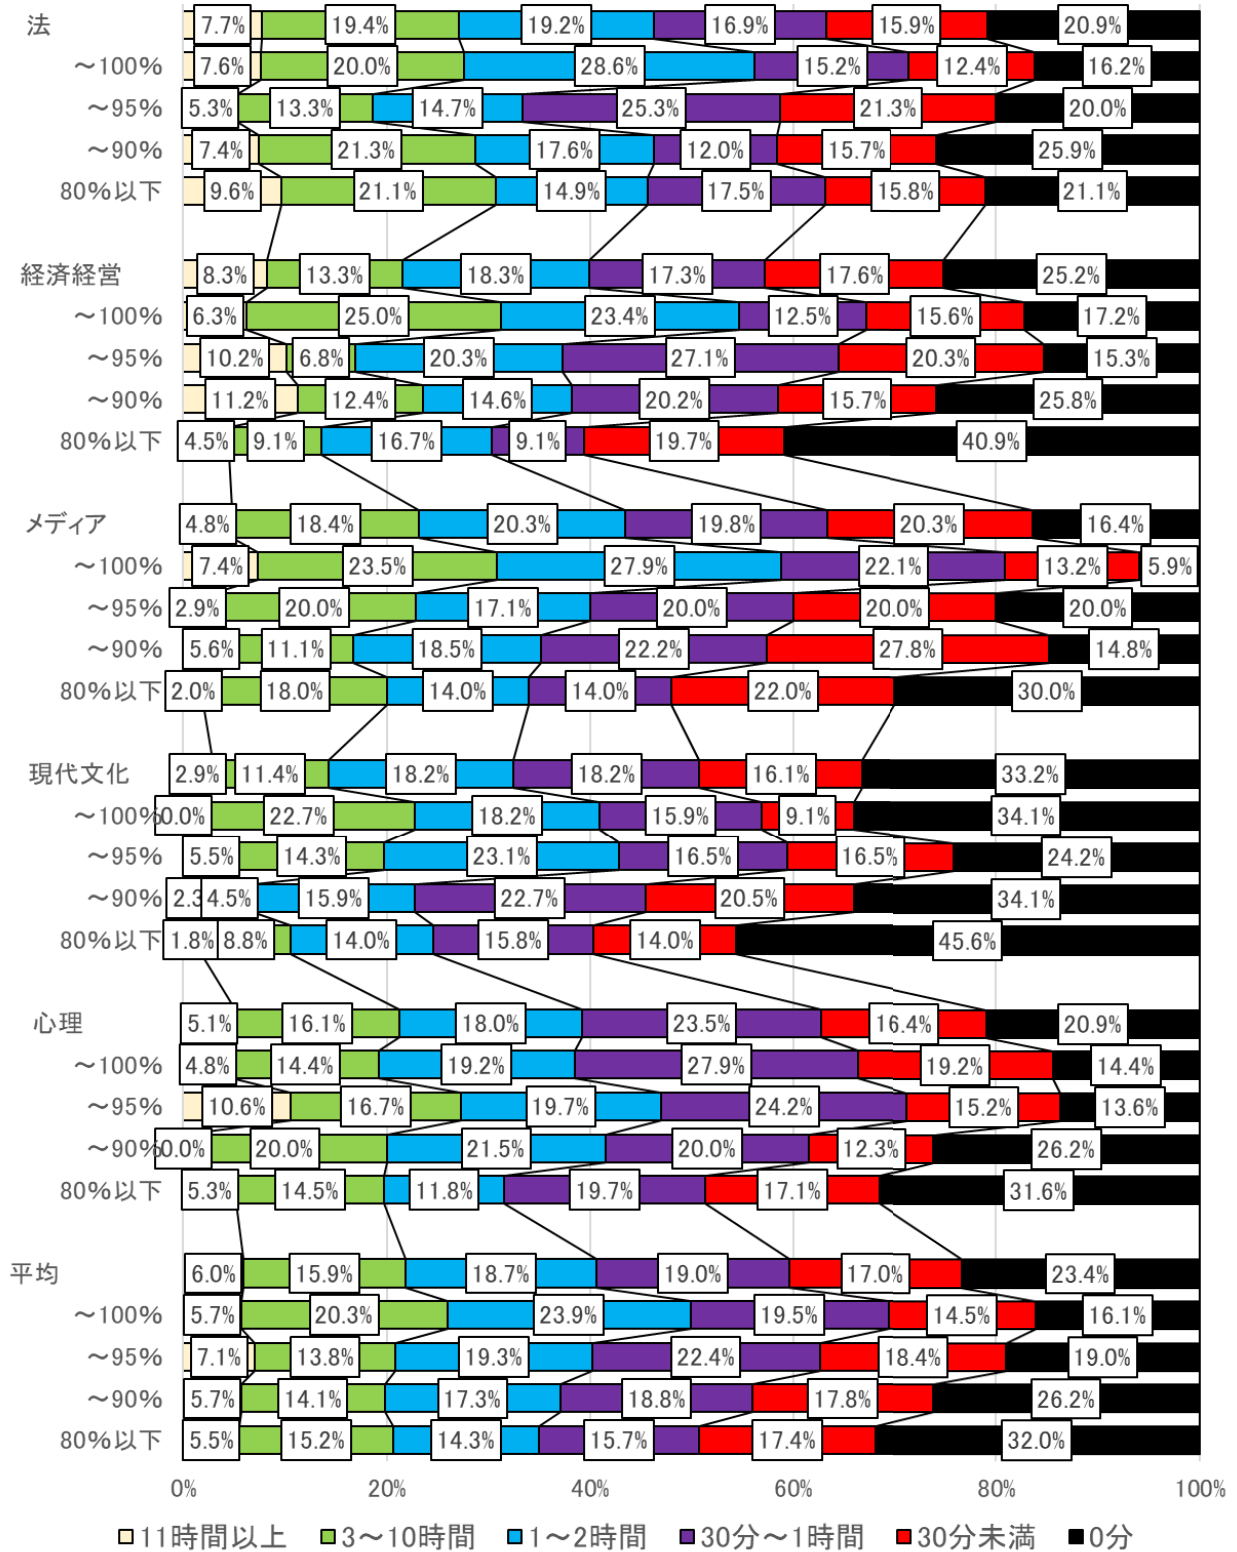 法 7.7% 19.4% 19.2% 16.9% 15.9% 20.9%
～100% 7.6% 20.0% 28.6% 15.2% 12.4% 16.2%
～95% 5.3% 13.3% 14.7% 25.3% 21.3% 20.0%
～90% 7.4% 21.3% 17.6% 12.0% 15.7% 25.9%
80%以下 9.6% 21.1% 14.9% 17.5% 15.8% 21.1%
経済経営 8.3% 13.3% 18.3% 17.3% 17.6% 25.2%
～100% 6.3% 25.0% 23.4% 12.5% 15.6% 17.2%
～95% 10.2% 6.8% 20.3% 27.1% 20.3% 15.3%
～90% 11.2% 12.4% 14.6% 20.2% 15.7% 25.8%
80%以下 4.5% 9.1% 16.7% 9.1% 19.7% 40.9%
メディア 4.8% 18.4% 20.3% 19.8% 20.3% 16.4%
～100% 7.4% 23.5% 27.9% 22.1% 13.2% 5.9%
～95% 2.9% 20.0% 17.1% 20.0% 20.0% 20.0%
～90% 5.6% 11.1% 18.5% 22.2% 27.8% 14.8%
80%以下 2.0% 18.0% 14.0% 14.0% 22.0% 30.0%
現代文化 2.9% 11.4% 18.2% 18.2% 16.1% 33.2%
～100% 0.0% 22.7% 18.2% 15.9% 9.1% 34.1%
～95% 5.5% 14.3% 23.1% 16.5% 16.5% 24.2%
～90% 2.3 4.5% 15.9% 22.7% 20.5% 34.1%
80%以下 1.8% 8.8% 14.0% 15.8% 14.0% 45.6%
心理 5.1% 16.1% 18.0% 23.5% 16.4% 20.9%
～100% 4.8% 14.4% 19.2% 27.9% 19.2% 14.4%
～95% 10.6% 16.7% 19.7% 24.2% 15.2% 13.6%
～90% 0.0% 20.0% 21.5% 20.0% 12.3% 26.2%
80%以下 5.3% 14.5% 11.8% 19.7% 17.1% 31.6%
平均 6.0% 15.9% 18.7% 19.0% 17.0% 23.4%
～100% 5.7% 20.3% 23.9% 19.5% 14.5% 16.1%
～95% 7.1% 13.8% 19.3% 22.4% 18.4% 19.0%
～90% 5.7% 14.1% 17.3% 18.8% 17.8% 26.2%
80%以下 5.5% 15.2% 14.3% 15.7% 17.4% 32.0%
0% 20% 40% 60% 80% 100%
11時間以上 3～10時間 1～2時間 30分～1時間 30分未満 0分